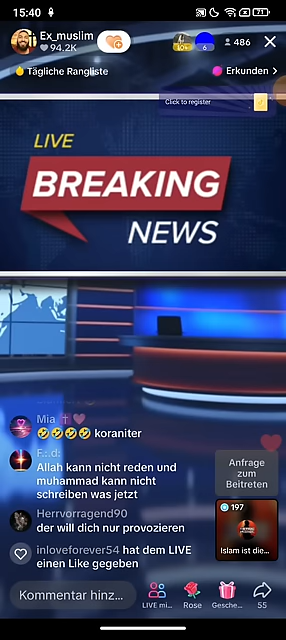 15:40
71
Ex_muslim
94.2K
10+
6
486
Tägliche Rangliste
Erkunden
Click to register
LIVE
BREAKING
NEWS
Mia
🤣🤣🤣🤣 koraniter
F.:.d:
Allah kann nicht reden und
muhammad kann nicht
schreiben was jetzt
Herrvorragend90
der will dich nur provozieren
inloveforever54 hat dem LIVE
einen Like gegeben
Anfrage
zum
Beitreten
197
Islam ist die...
Kommentar hinz...
LIVE mi...
Rose
Gesche...
55